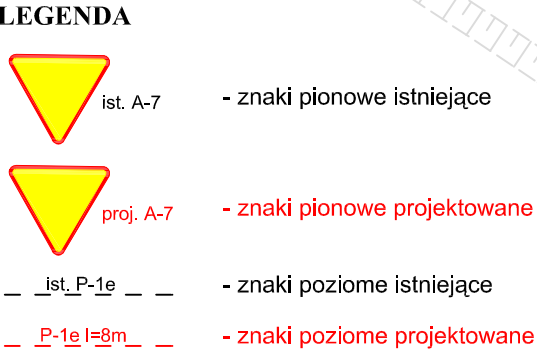 LEGENDA
ist. A-7 - znaki pionowe istniejące
proj. A-7 - znaki pionowe projektowane
ist. P-1e - znaki poziome istniejące
P-1e l=8m - znaki poziome projektowane